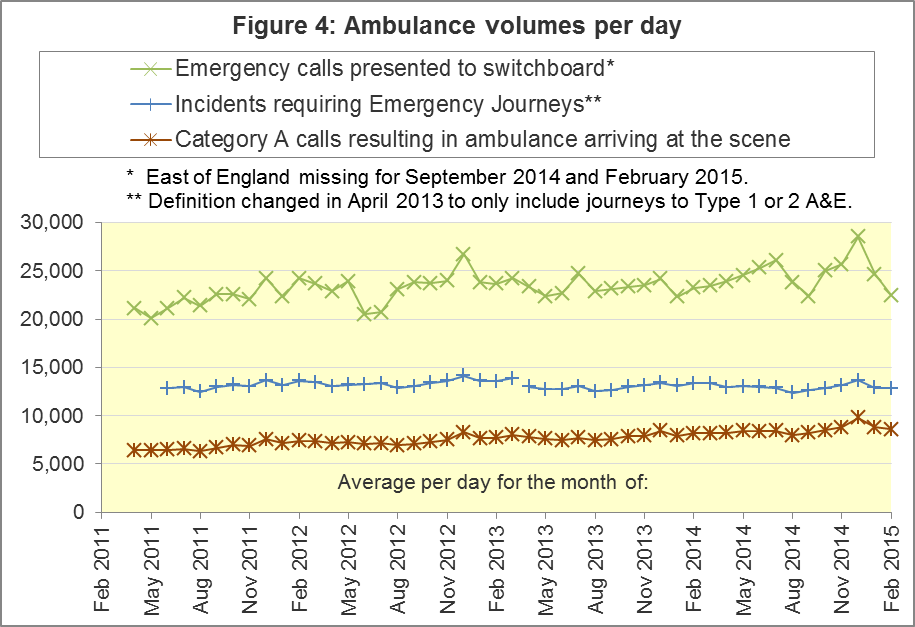 Figure 4: Ambulance volumes per day
Emergency calls presented to switchboard*
Incidents requiring Emergency Journeys**
Category A calls resulting in ambulance arriving at the scene
* East of England missing for September 2014 and February 2015.
** Definition changed in April 2013 to only include journeys to Type 1 or 2 A&E.
30,000
25,000
20,000
15,000
10,000
5,000
0
Average per day for the month of:
Feb 2011
May 2011
Aug 2011
Nov 2011
Feb 2012
May 2012
Aug 2012
Nov 2012
Feb 2013
May 2013
Aug 2013
Nov 2013
Feb 2014
May 2014
Aug 2014
Nov 2014
Feb 2015